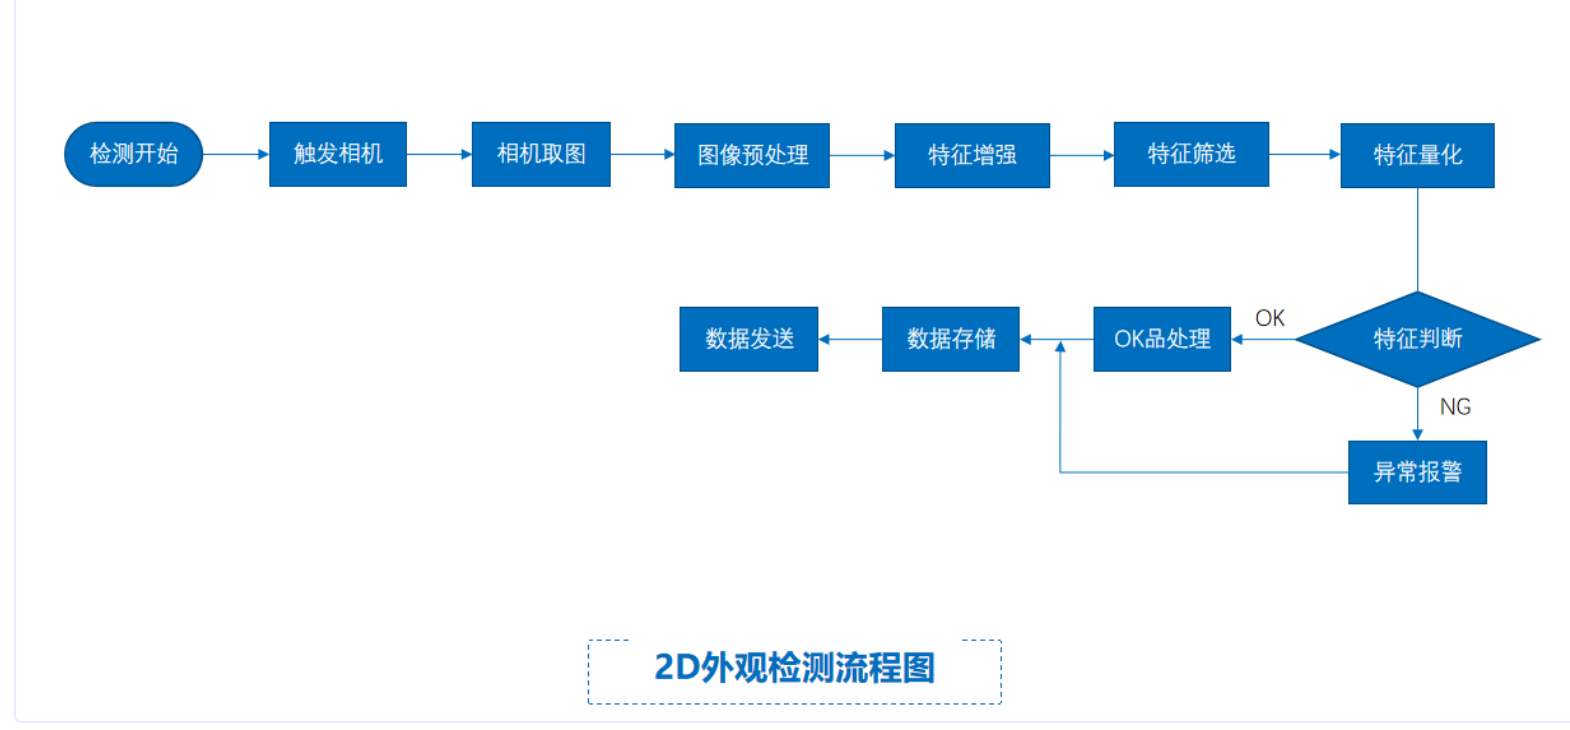 检测开始
触发相机
相机取图
图像预处理
特征增强
特征筛选
特征量化
数据发送
数据存储
OK品处理
OK
特征判断
NG
异常报警
2D外观检测流程图